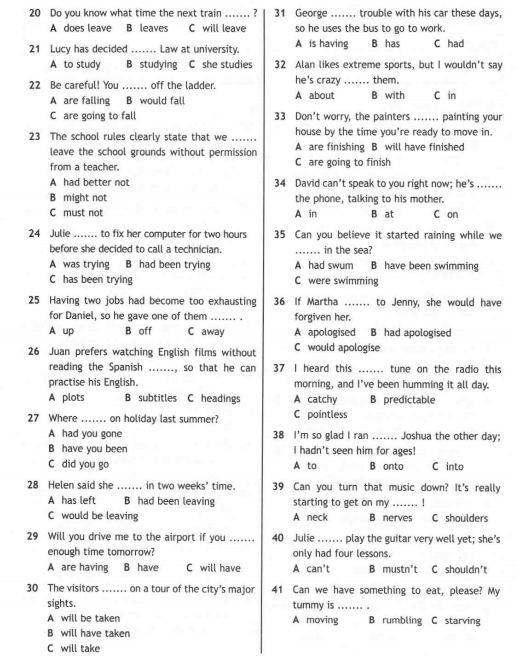 20 Do you know what time the next train ....... ?
A does leave B leaves C will leave
21 Lucy has decided ....... Law at university.
A to study B studying C she studies
22 Be careful! You ....... off the ladder.
A are falling B would fall
C are going to fall
23 The school rules clearly state that we .......
leave the school grounds without permission
from a teacher.
A had better not
B might not
C must not
24 Julie ....... to fix her computer for two hours
before she decided to call a technician.
A was trying B had been trying
C has been trying
25 Having two jobs had become too exhausting
for Daniel, so he gave one of them ....... .
A up B off C away
26 Juan prefers watching English films without
reading the Spanish ......., so that he can
practise his English.
A plots B subtitles C headings
27 Where ....... on holiday last summer?
A had you gone
B have you been
C did you go
28 Helen said she ....... in two weeks' time.
A has left B had been leaving
C would be leaving
29 Will you drive me to the airport if you .......
enough time tomorrow?
A are having B have C will have
30 The visitors ....... on a tour of the city's major
sights.
A will be taken
B will have taken
C will take
31 George ....... trouble with his car these days,
so he uses the bus to go to work.
A is having B has C had
32 Alan likes extreme sports, but I wouldn't say
he's crazy ....... them.
A about B with C in
33 Don't worry, the painters ....... painting your
house by the time you're ready to move in.
A are finishing B will have finished
C are going to finish
34 David can't speak to you right now; he's .......
the phone, talking to his mother.
A in B at C on
35 Can you believe it started raining while we
....... in the sea?
A had swum B have been swimming
C were swimming
36 If Martha ....... to Jenny, she would have
forgiven her.
A apologised B had apologised
C would apologise
37 I heard this ....... tune on the radio this
morning, and I've been humming it all day.
A catchy B predictable
C pointless
38 I'm so glad I ran ....... Joshua the other day;
I hadn't seen him for ages!
A to B onto C into
39 Can you turn that music down? It's really
starting to get on my ....... !
A neck B nerves C shoulders
40 Julie ....... play the guitar very well yet; she's
only had four lessons.
A can't B mustn't C shouldn't
41 Can we have something to eat, please? My
tummy is ....... .
A moving B rumbling C starving